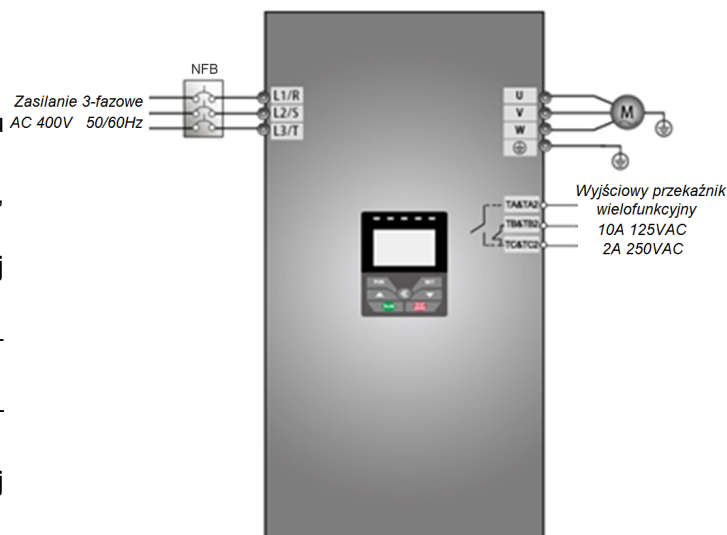 NFB
Zasilanie 3-fazowe
AC 400V 50/60Hz
L1/R
L2/S
L3/T
U
V
W
M
TA&TA2
TB&TB2
TC&TC2
Wyjściowy przekaźnik
wielofunkcyjny
10A 125VAC
2A 250VAC